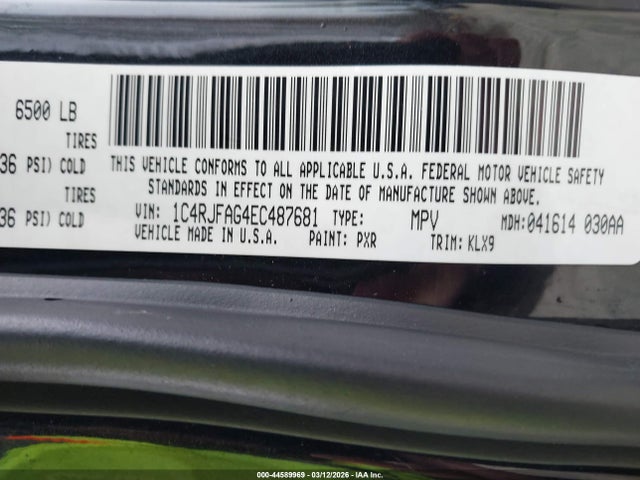 6500 LB
TIRES
36 PSI) COLD
TIRES
36 PSI) COLD
THIS VEHICLE CONFORMS TO ALL APPLICABLE U.S.A. FEDERAL MOTOR VEHICLE SAFETY
STANDARDS IN EFFECT ON THE DATE OF MANUFACTURE SHOWN ABOVE.
VIN: 1C4RJFAG4EC487681 TYPE: MPV MDH:041614 030AA
VEHICLE MADE IN U.S.A. PAINT: PXR TRIM: KLX9
000-44589969 - 03/12/2026 - IAA Inc.